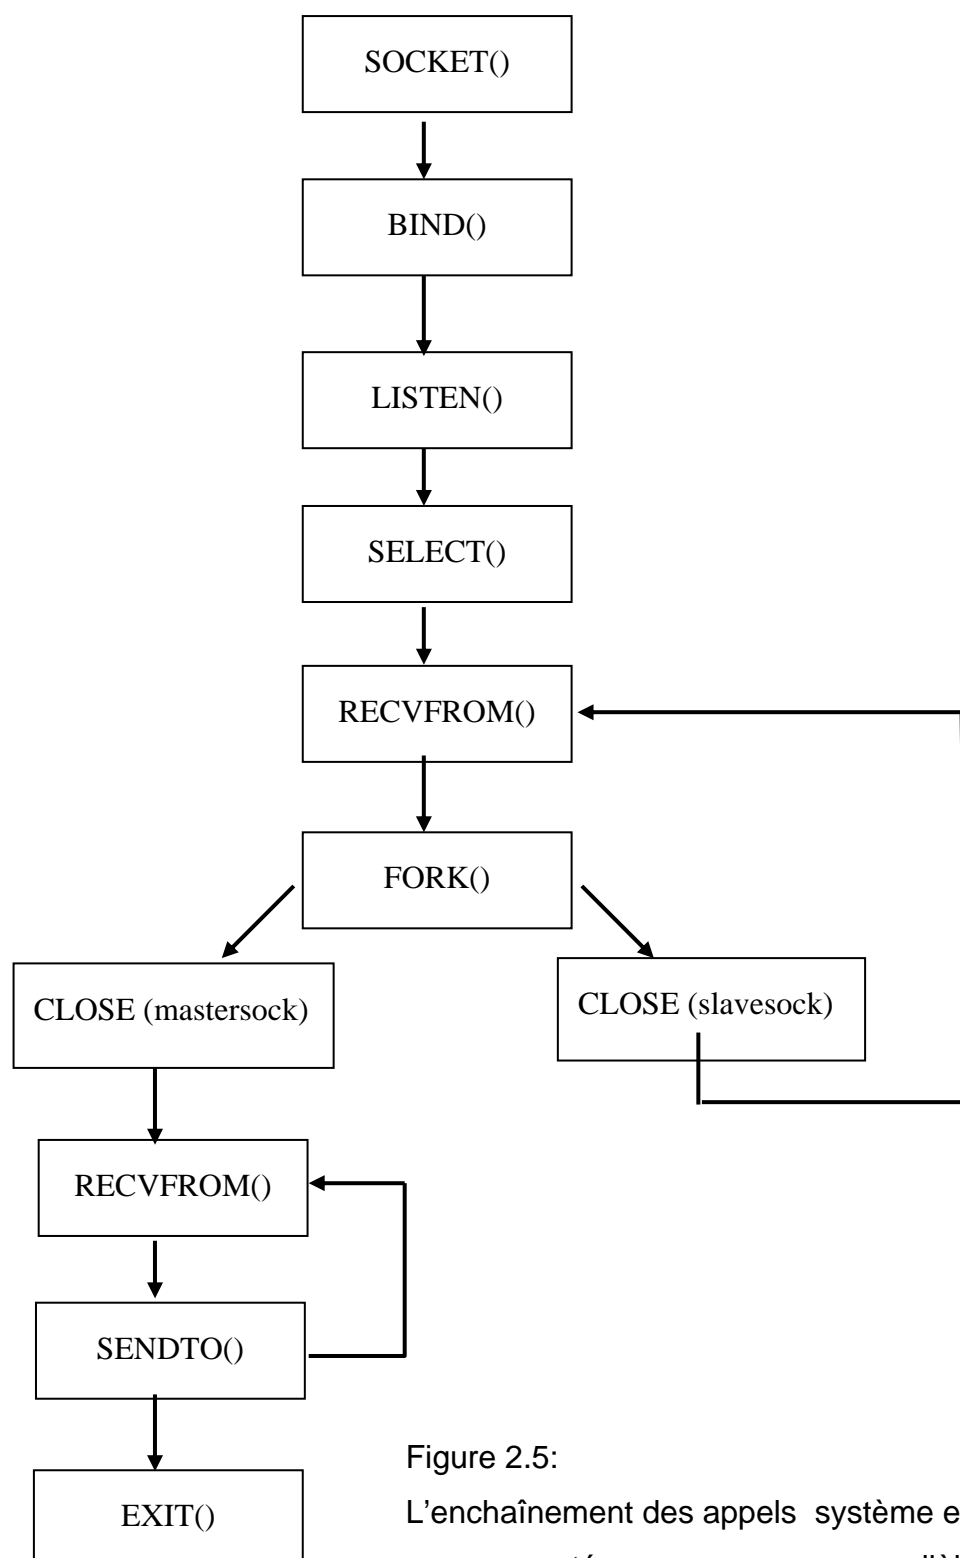 SOCKET()
BIND()
LISTEN()
SELECT()
RECVFROM()
FORK()
CLOSE (mastersock)
CLOSE (slavesock)
RECVFROM()
SENDTO()
EXIT()
Figure 2.5:
L'enchaînement des appels système